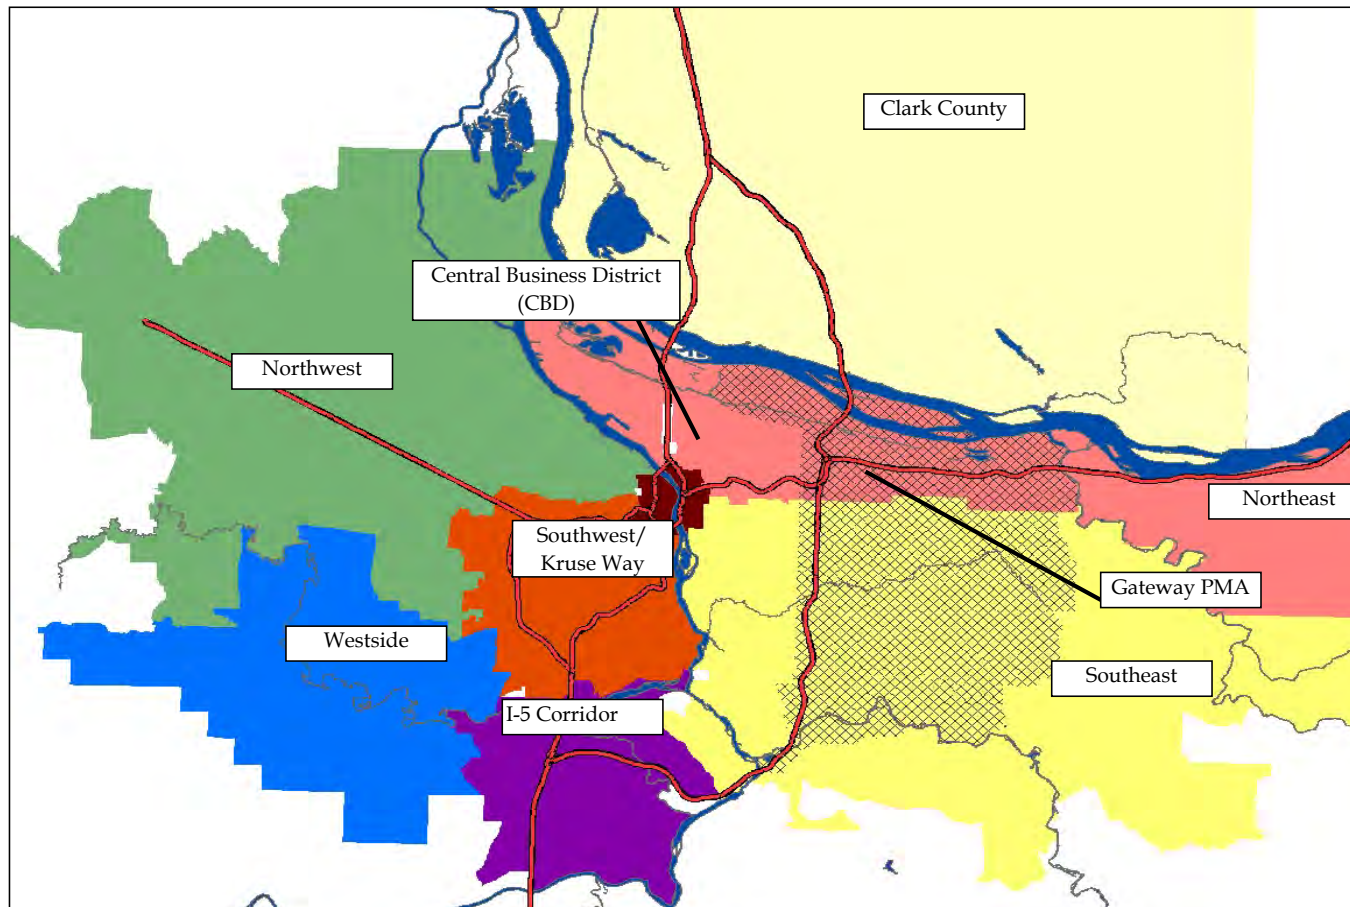 Clark County
Central Business District
(CBD)
Northwest
Northeast
Southwest/
Kruse Way
Gateway PMA
Westside
Southeast
I-5 Corridor